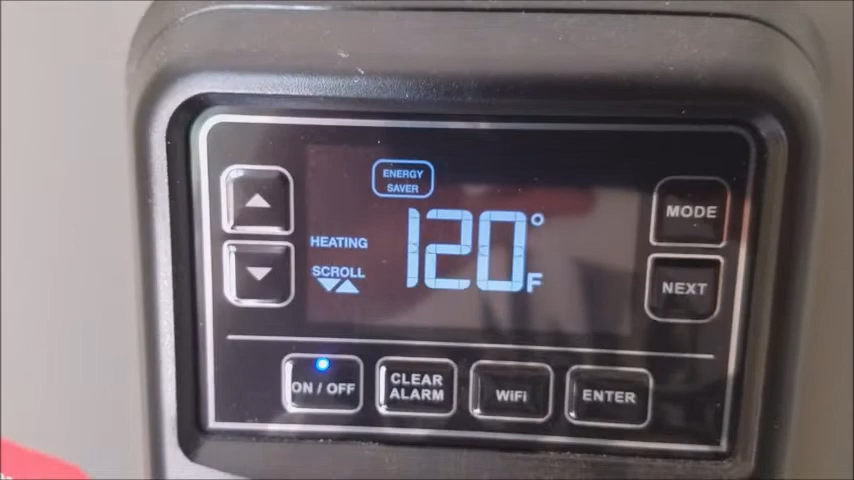 ENERGY
SAVER
HEATING
120°F
SCROLL
MODE
NEXT
ON / OFF
CLEAR
ALARM
WiFi
ENTER